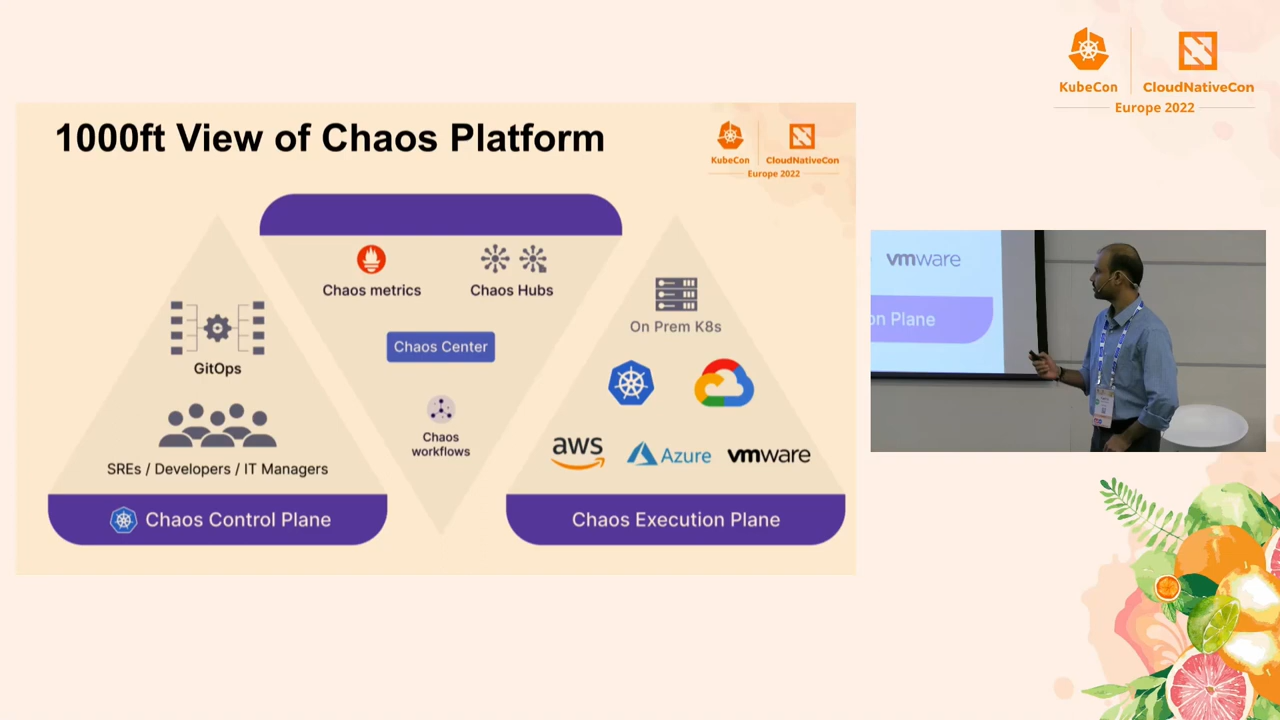 KubeCon
CloudNativeCon
Europe 2022
1000ft View of Chaos Platform
KubeCon
CloudNativeCon
Europe 2022
Chaos metrics
Chaos Hubs
Chaos Center
Chaos
workflows
GitOps
SREs / Developers / IT Managers
Chaos Control Plane
On Prem K8s
aws
Azure
vmware
Chaos Execution Plane
vmware
on Plane